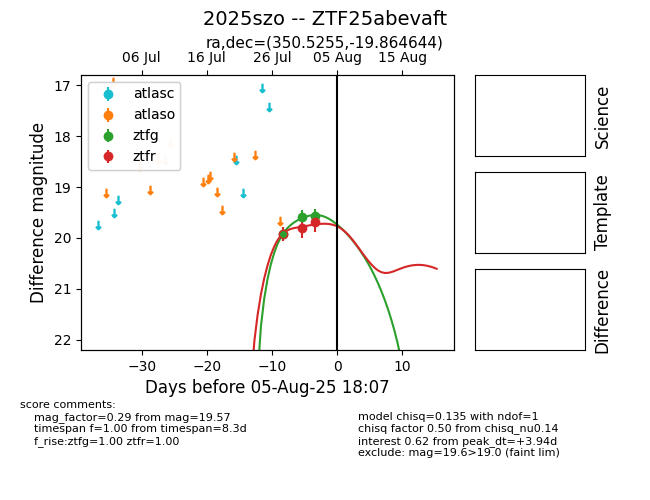 2025szo -- ZTF25abevaft
ra,dec=(350.5255,-19.864644)
06 Jul
16 Jul
26 Jul
05 Aug
15 Aug
17
18
19
20
21
22
Difference magnitude
atlasc
atlaso
ztfg
ztfr
−30
−20
−10
0
10
Days before 05-Aug-25 18:07
Science
Template
Difference
score comments:
mag_factor=0.29 from mag=19.57
timespan f=1.00 from timespan=8.3d
f_rise:ztfg=1.00 ztfr=1.00
model chisq=0.135 with ndof=1
chisq factor 0.50 from chisq_nu0.14
interest 0.62 from peak_dt=+3.94d
exclude: mag=19.6>19.0 (faint lim)